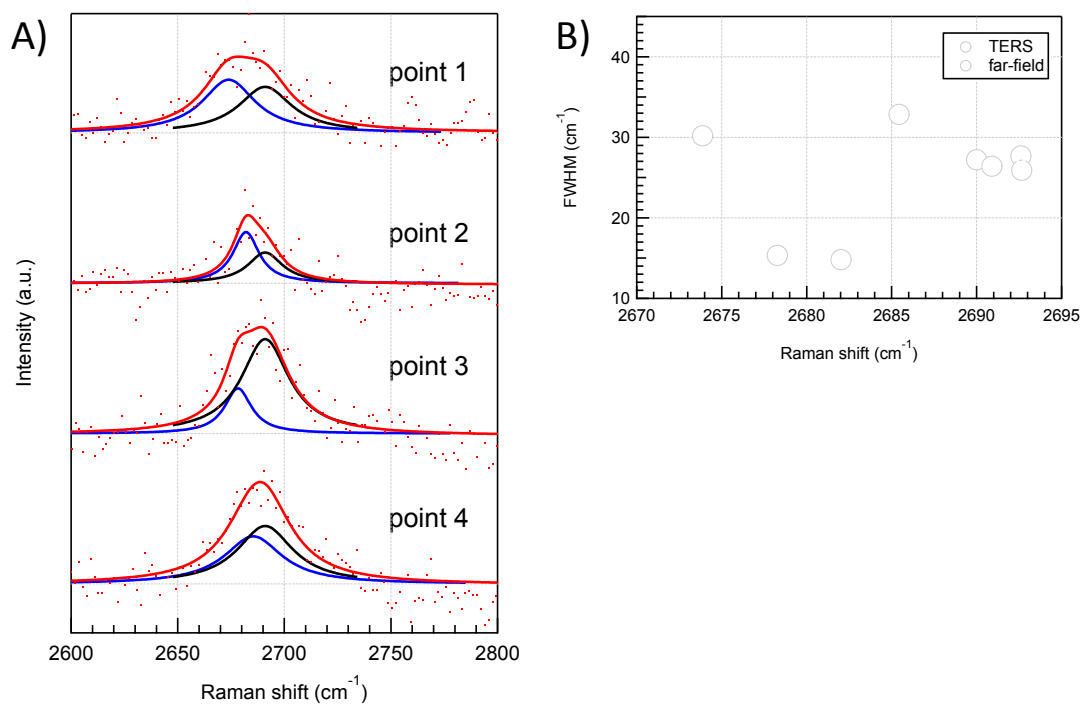 A)
point 1
point 2
point 3
point 4
Intensity (a.u.)
2600
2650
2700
2750
2800
Raman shift (cm⁻¹)
B)
TERS
far-field
40
30
20
10
FWHM (cm⁻¹)
2670
2675
2680
2685
2690
2695
Raman shift (cm⁻¹)